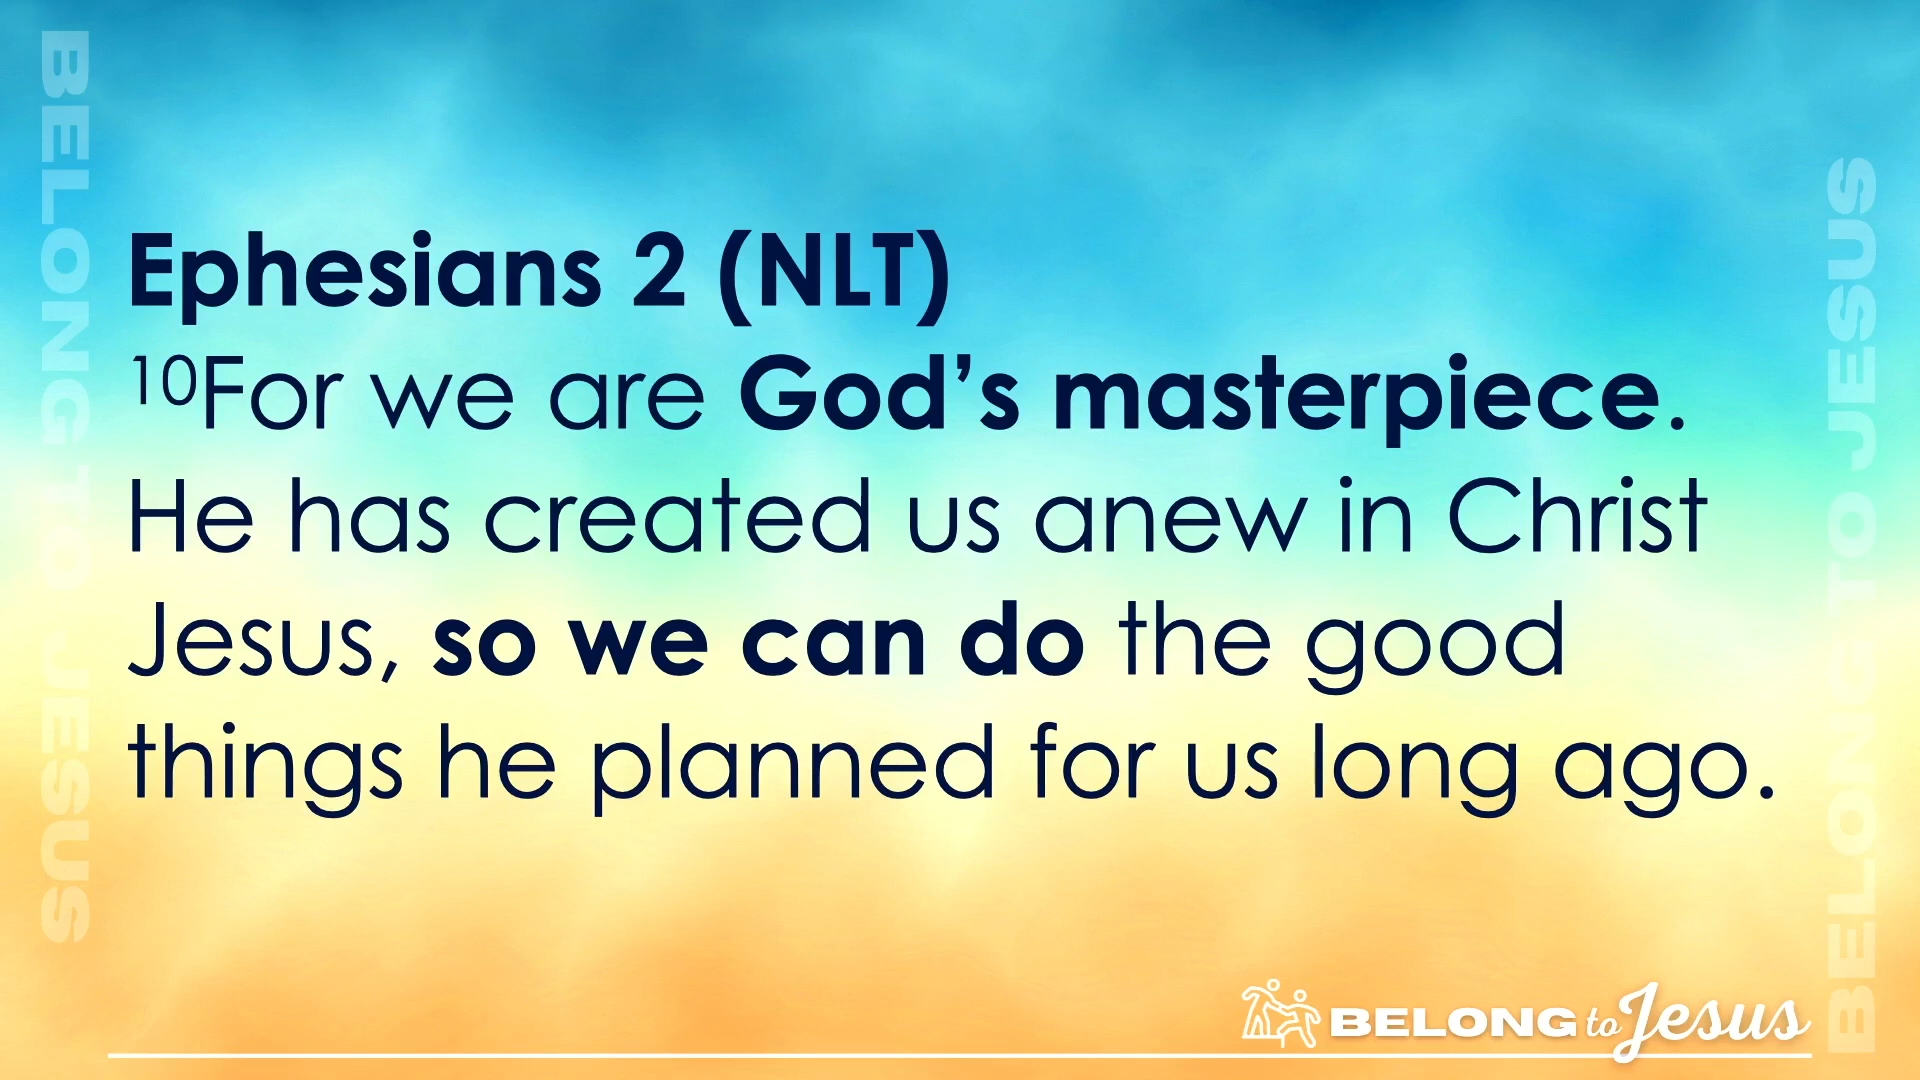 BELONG TO JESUS
Ephesians 2 (NLT)
¹⁰For we are God’s masterpiece.
He has created us anew in Christ
Jesus, so we can do the good
things he planned for us long ago.
BELONG TO JESUS
BELONG to Jesus